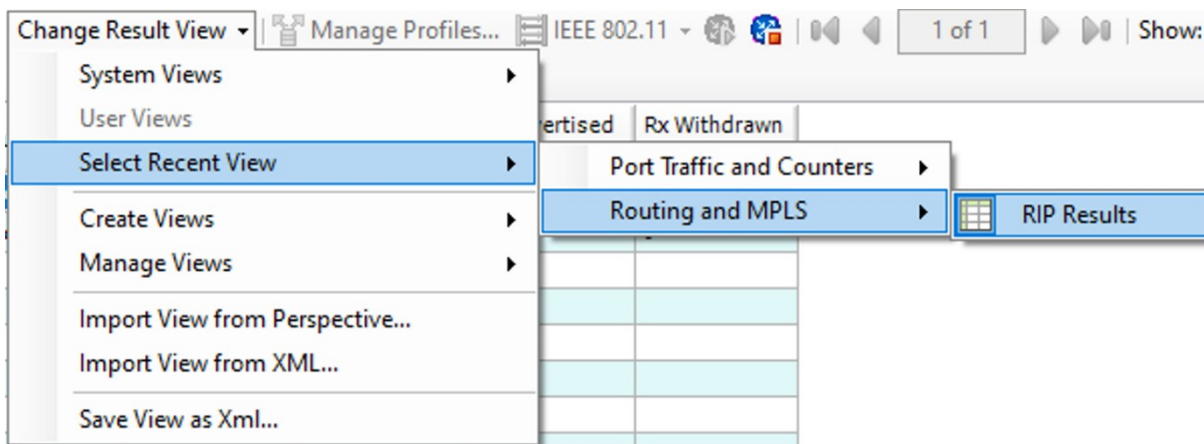 Change Result View Manage Profiles... IEEE 802.11 1 of 1 Show:
System Views
User Views
Select Recent View
Create Views
Manage Views
Import View from Perspective...
Import View from XML...
Save View as Xml...
ertised Rx Withdrawn
Port Traffic and Counters
Routing and MPLS
RIP Results